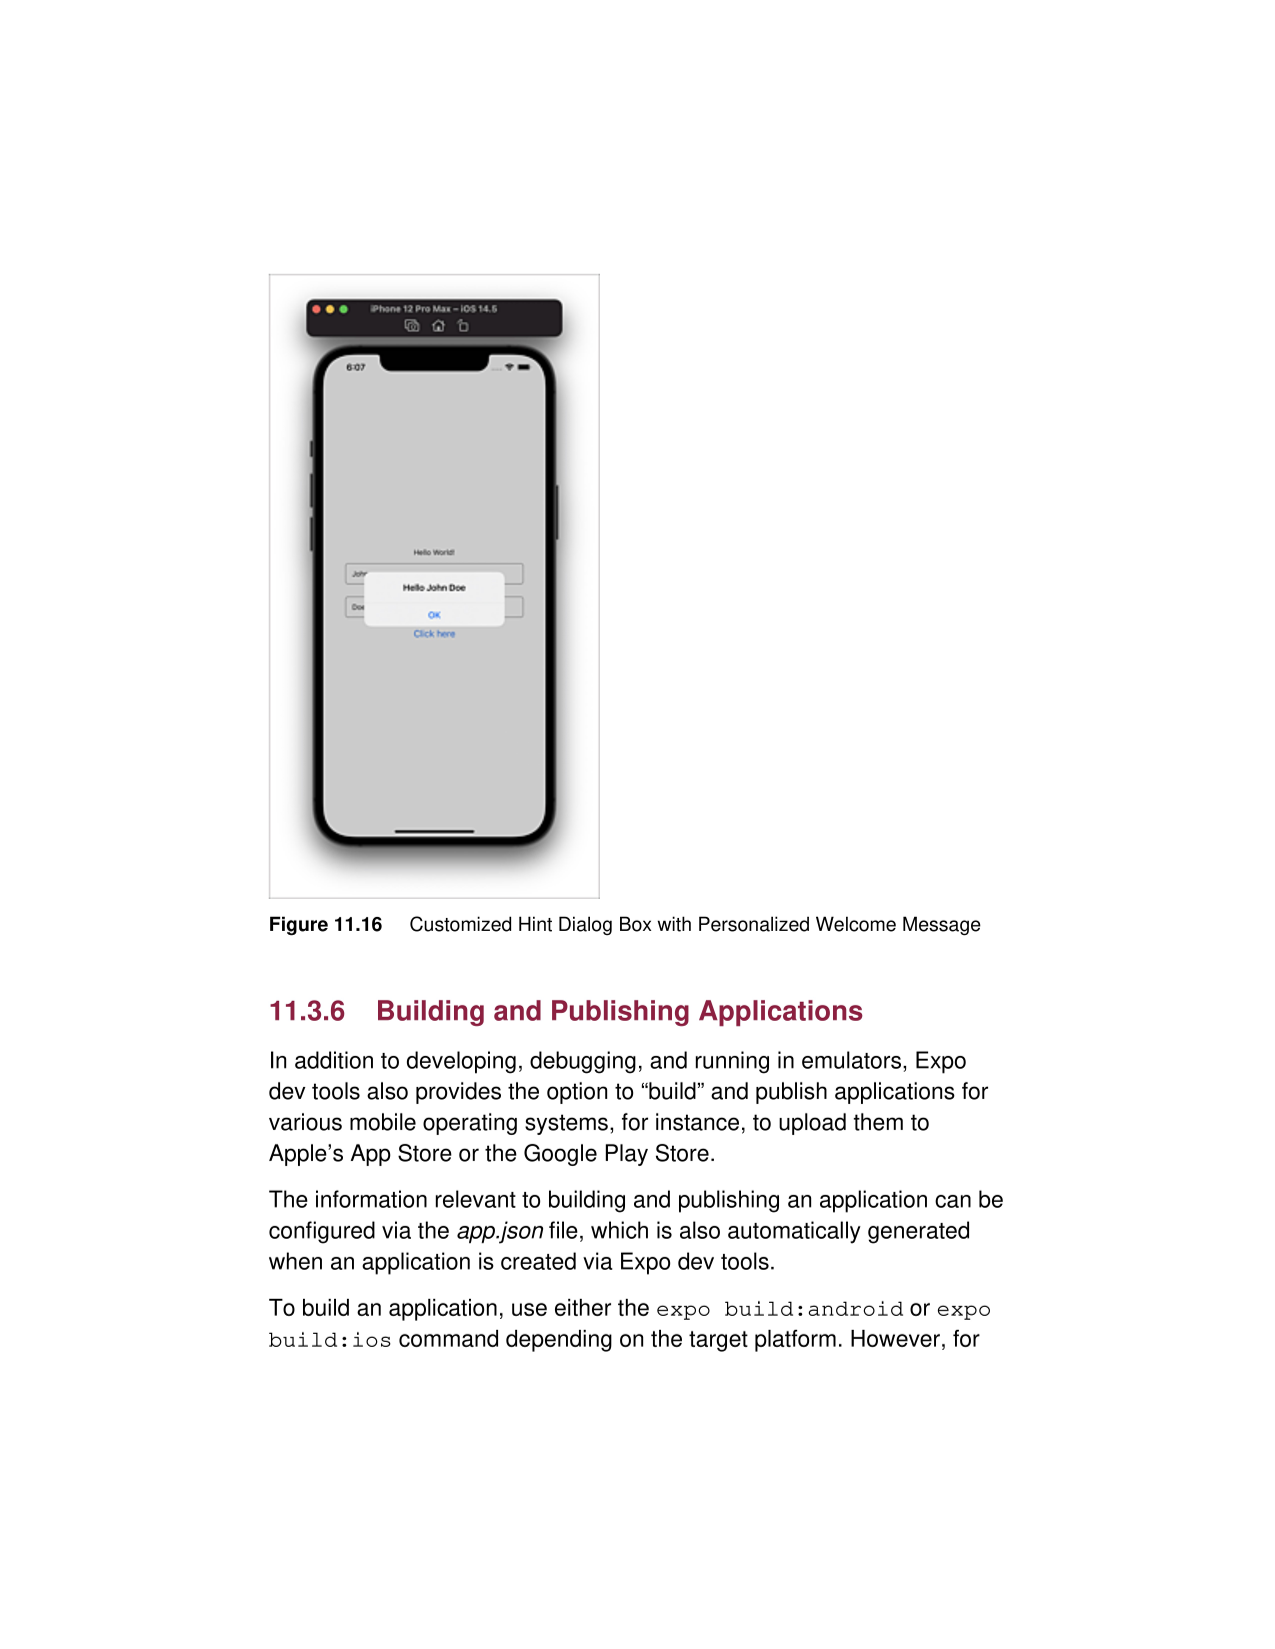 iPhone 12 Pro Max – iOS 14.5
6:07
Hello World!
John
Hello John Doe
Doe
OK
Click here
Figure 11.16 Customized Hint Dialog Box with Personalized Welcome Message
11.3.6 Building and Publishing Applications
In addition to developing, debugging, and running in emulators, Expo
dev tools also provides the option to “build” and publish applications for
various mobile operating systems, for instance, to upload them to
Apple’s App Store or the Google Play Store.
The information relevant to building and publishing an application can be
configured via the app.json file, which is also automatically generated
when an application is created via Expo dev tools.
To build an application, use either the expo build:android or expo
build:ios command depending on the target platform. However, for